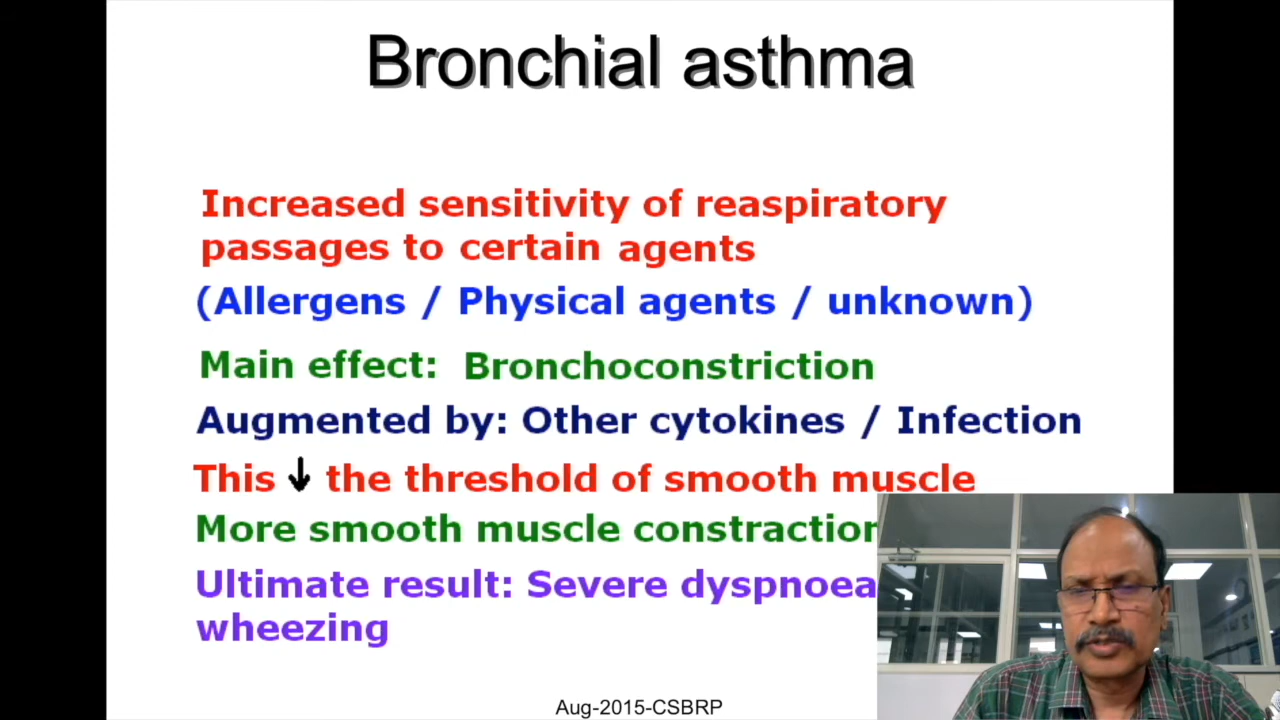 Bronchial asthma
Increased sensitivity of reaspiratory
passages to certain agents
(Allergens / Physical agents / unknown)
Main effect: Bronchoconstriction
Augmented by: Other cytokines / Infection
This ↓ the threshold of smooth muscle
More smooth muscle constraction
Ultimate result: Severe dyspnoea
wheezing
Aug-2015-CSBRP